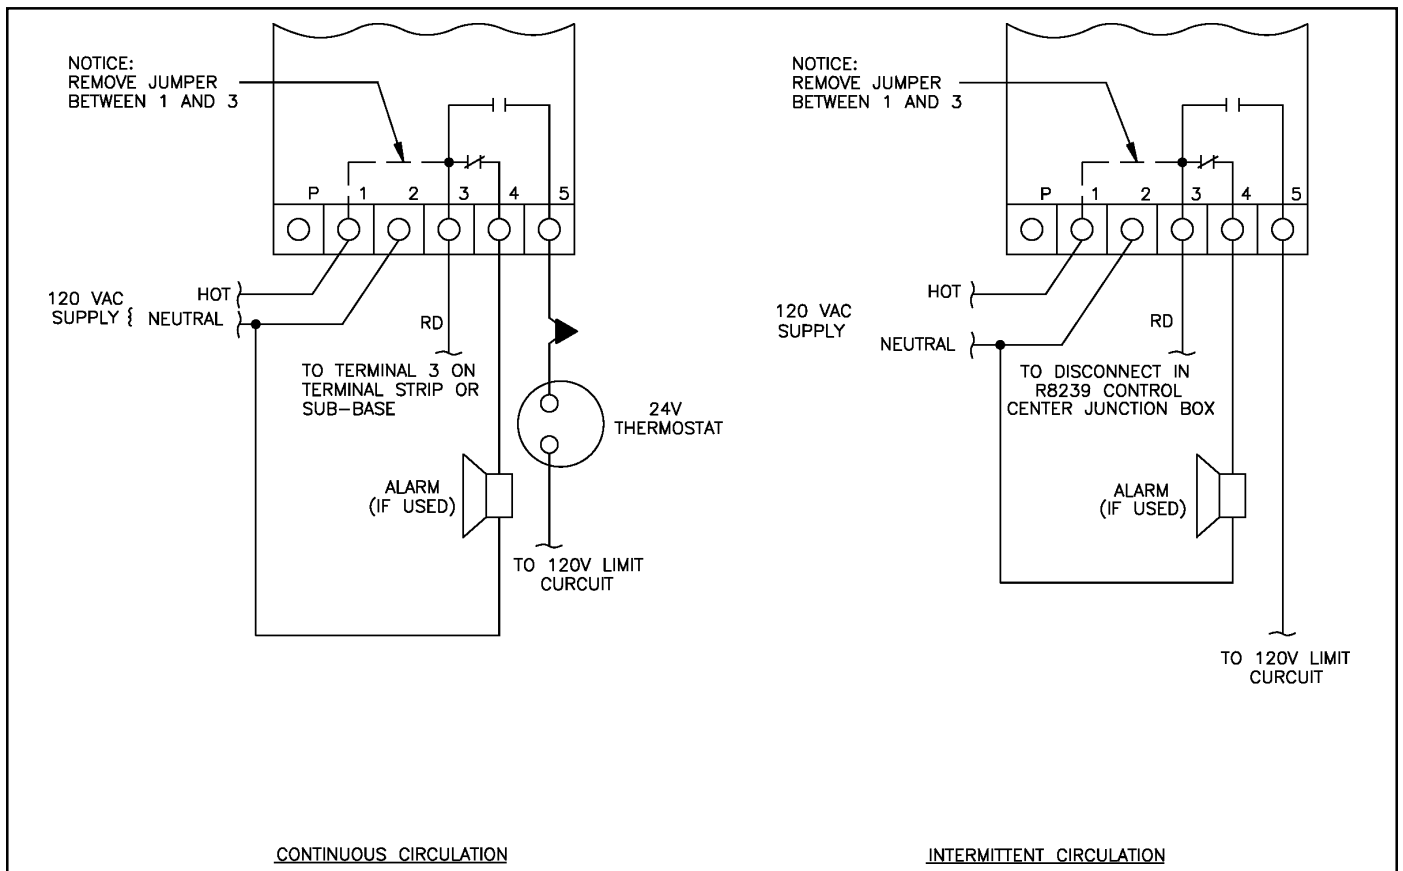 NOTICE:
REMOVE JUMPER
BETWEEN 1 AND 3
P 1 2 3 4 5
120 VAC
SUPPLY {
HOT
NEUTRAL
RD
TO TERMINAL 3 ON
TERMINAL STRIP OR
SUB-BASE
24V
THERMOSTAT
ALARM
(IF USED)
TO 120V LIMIT
CURCUIT
CONTINUOUS CIRCULATION
NOTICE:
REMOVE JUMPER
BETWEEN 1 AND 3
P 1 2 3 4 5
120 VAC
SUPPLY
HOT
NEUTRAL
RD
TO DISCONNECT IN
R8239 CONTROL
CENTER JUNCTION BOX
ALARM
(IF USED)
TO 120V LIMIT
CURCUIT
INTERMITTENT CIRCULATION